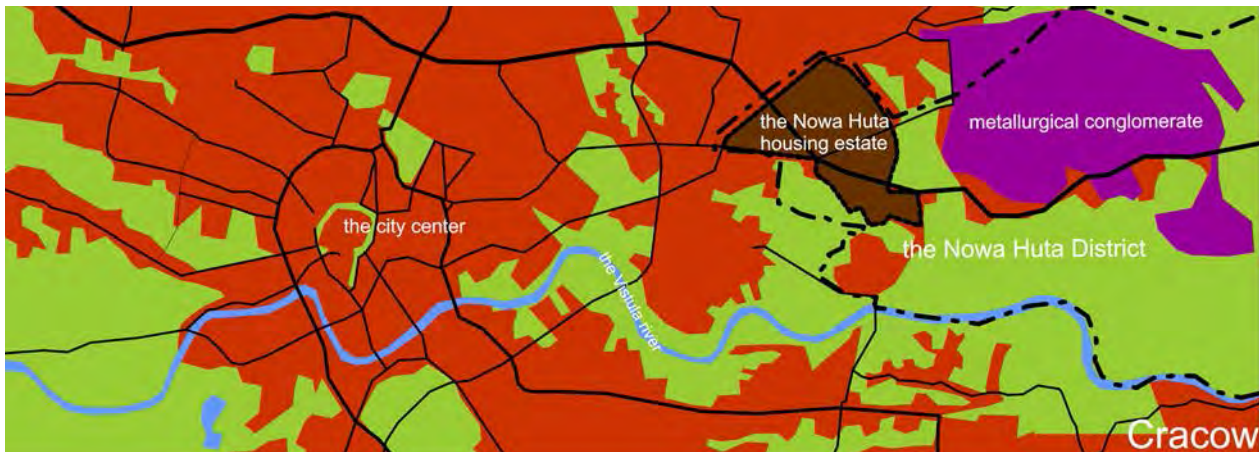 the Nowa Huta
housing estate
metallurgical conglomerate
the city center
the Nowa Huta District
the Vistula river
Cracow